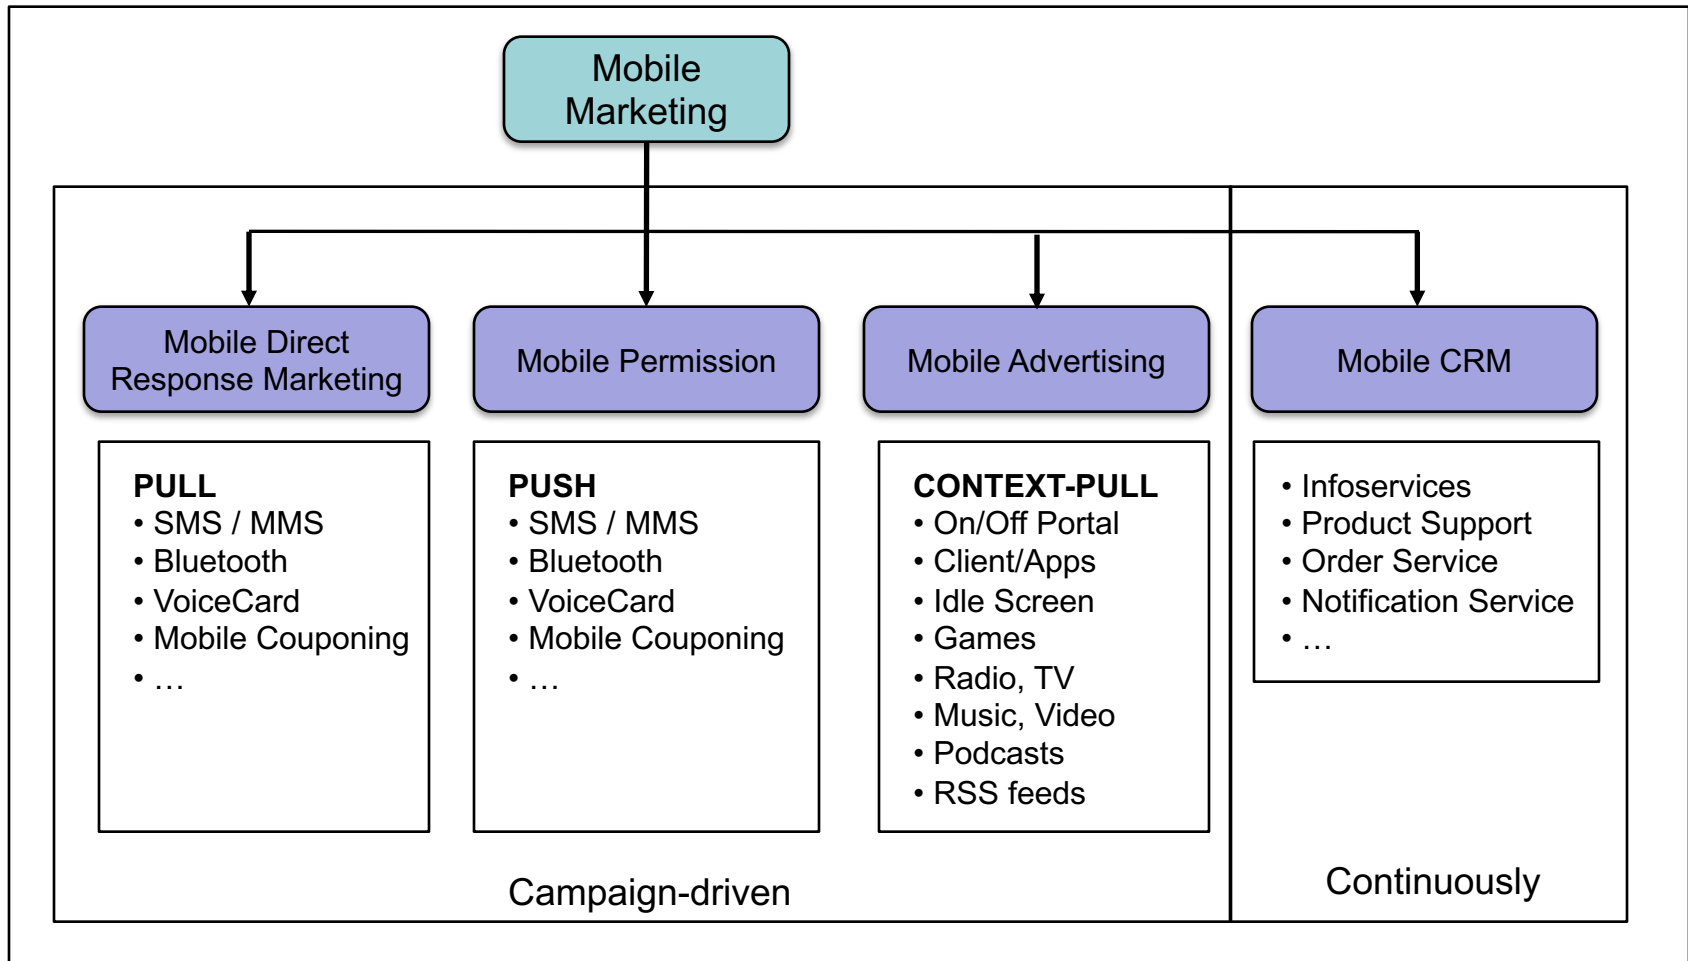 Mobile
Marketing
Mobile Direct
Response Marketing
Mobile Permission
Mobile Advertising
Mobile CRM
PULL
• SMS / MMS
• Bluetooth
• VoiceCard
• Mobile Couponing
• …
PUSH
• SMS / MMS
• Bluetooth
• VoiceCard
• Mobile Couponing
• …
CONTEXT-PULL
• On/Off Portal
• Client/Apps
• Idle Screen
• Games
• Radio, TV
• Music, Video
• Podcasts
• RSS feeds
• Infoservices
• Product Support
• Order Service
• Notification Service
• …
Campaign-driven
Continuously